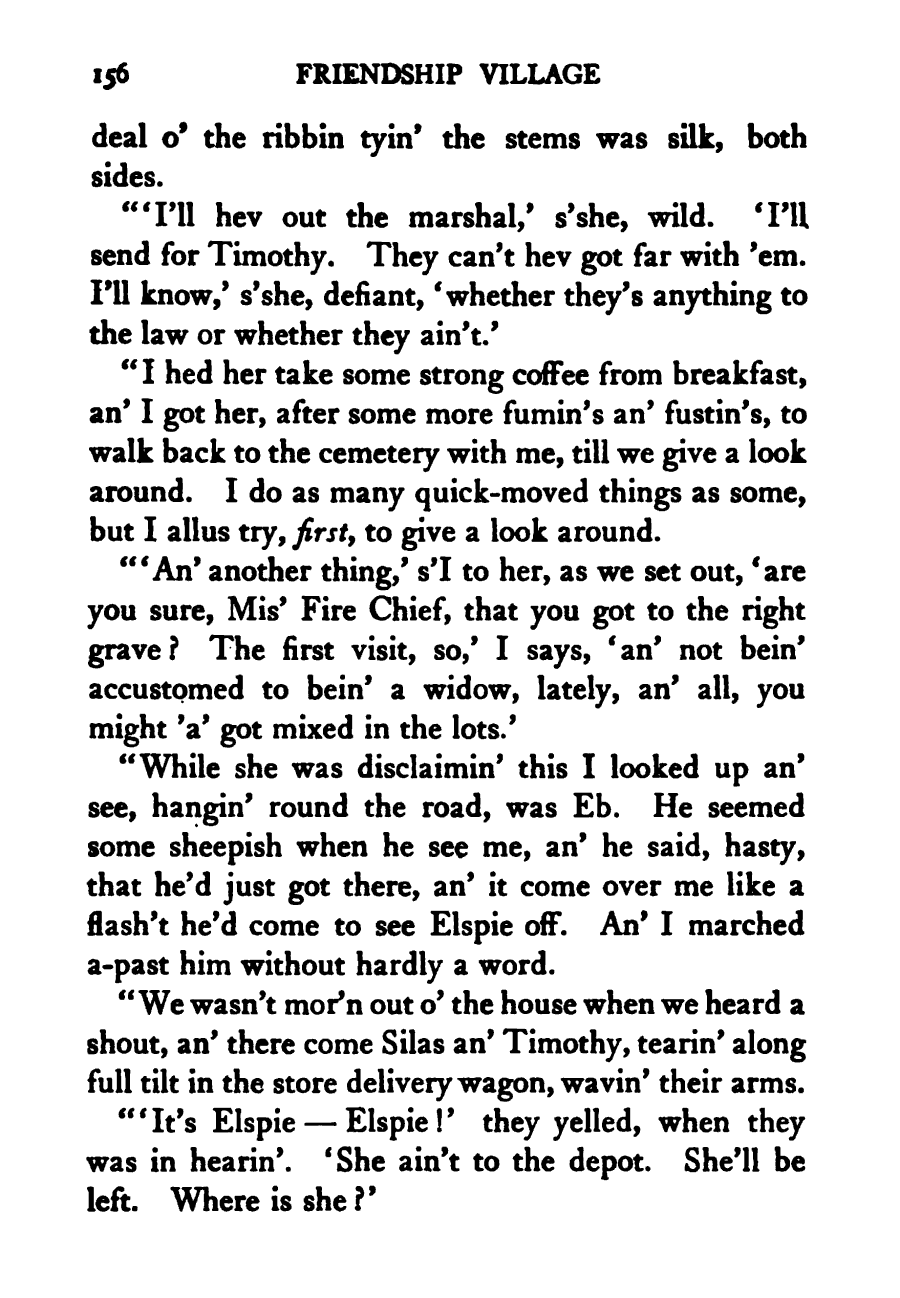 156 FRIENDSHIP VILLAGE
deal o’ the ribbin tyin’ the stems was silk, both
sides.
“‘I’ll hev out the marshal,’ s’she, wild. ‘I’ll
send for Timothy. They can’t hev got far with ’em.
I’ll know,’ s’she, defiant, ‘whether they’s anything to
the law or whether they ain’t.’
“I hed her take some strong coffee from breakfast,
an’ I got her, after some more fumin’s an’ fustin’s, to
walk back to the cemetery with me, till we give a look
around. I do as many quick-moved things as some,
but I allus try, first, to give a look around.
“‘An’ another thing,’ s’I to her, as we set out, ‘are
you sure, Mis’ Fire Chief, that you got to the right
grave? The first visit, so,’ I says, ‘an’ not bein’
accustomed to bein’ a widow, lately, an’ all, you
might ’a’ got mixed in the lots.’
“While she was disclaimin’ this I looked up an’
see, hangin’ round the road, was Eb. He seemed
some sheepish when he see me, an’ he said, hasty,
that he’d just got there, an’ it come over me like a
flash’t he’d come to see Elspie off. An’ I marched
a-past him without hardly a word.
“We wasn’t mor’n out o’ the house when we heard a
shout, an’ there come Silas an’ Timothy, tearin’ along
full tilt in the store delivery wagon, wavin’ their arms.
“‘It’s Elspie — Elspie!’ they yelled, when they
was in hearin’. ‘She ain’t to the depot. She’ll be
left. Where is she?’